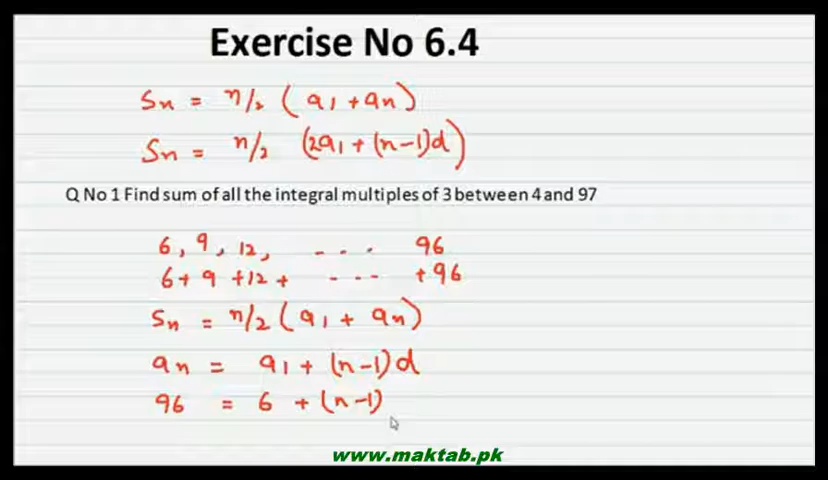 Exercise No 6.4
Sn = n/2 (a1 + an)
Sn = n/2 (2a1 + (n-1)d)
Q No 1 Find sum of all the integral multiples of 3 between 4 and 97
6, 9, 12, - - - 96
6 + 9 + 12 + - - - + 96
Sn = n/2 (a1 + an)
an = a1 + (n-1)d
96 = 6 + (n-1)
www.maktab.pk